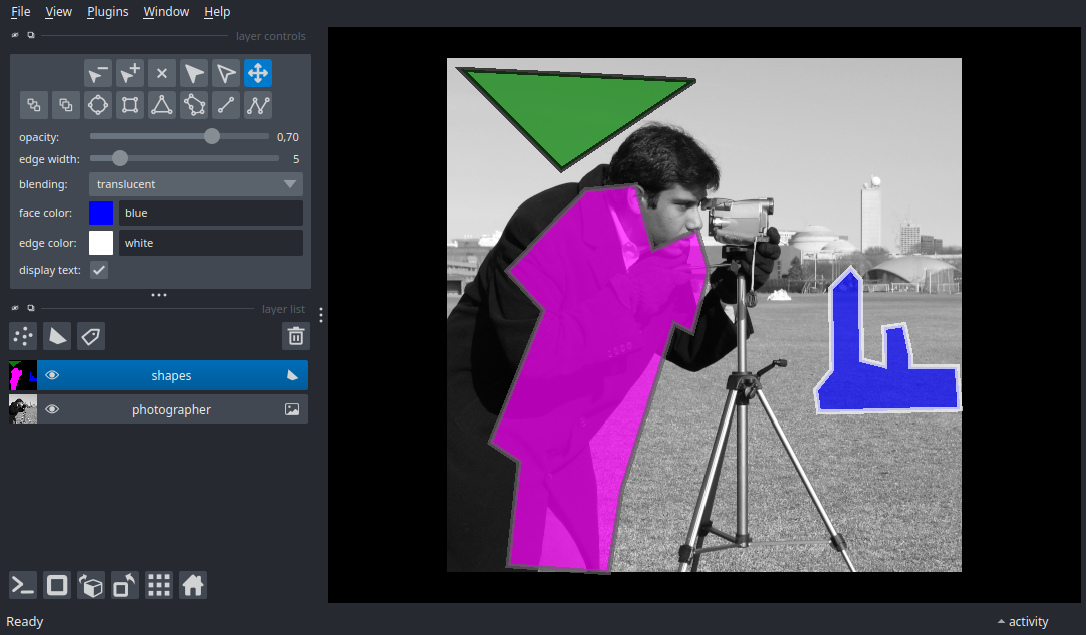 File View Plugins Window Help
layer controls
opacity: 0,70
edge width: 5
blending: translucent
face color: blue
edge color: white
display text:
layer list
shapes
photographer
Ready
activity